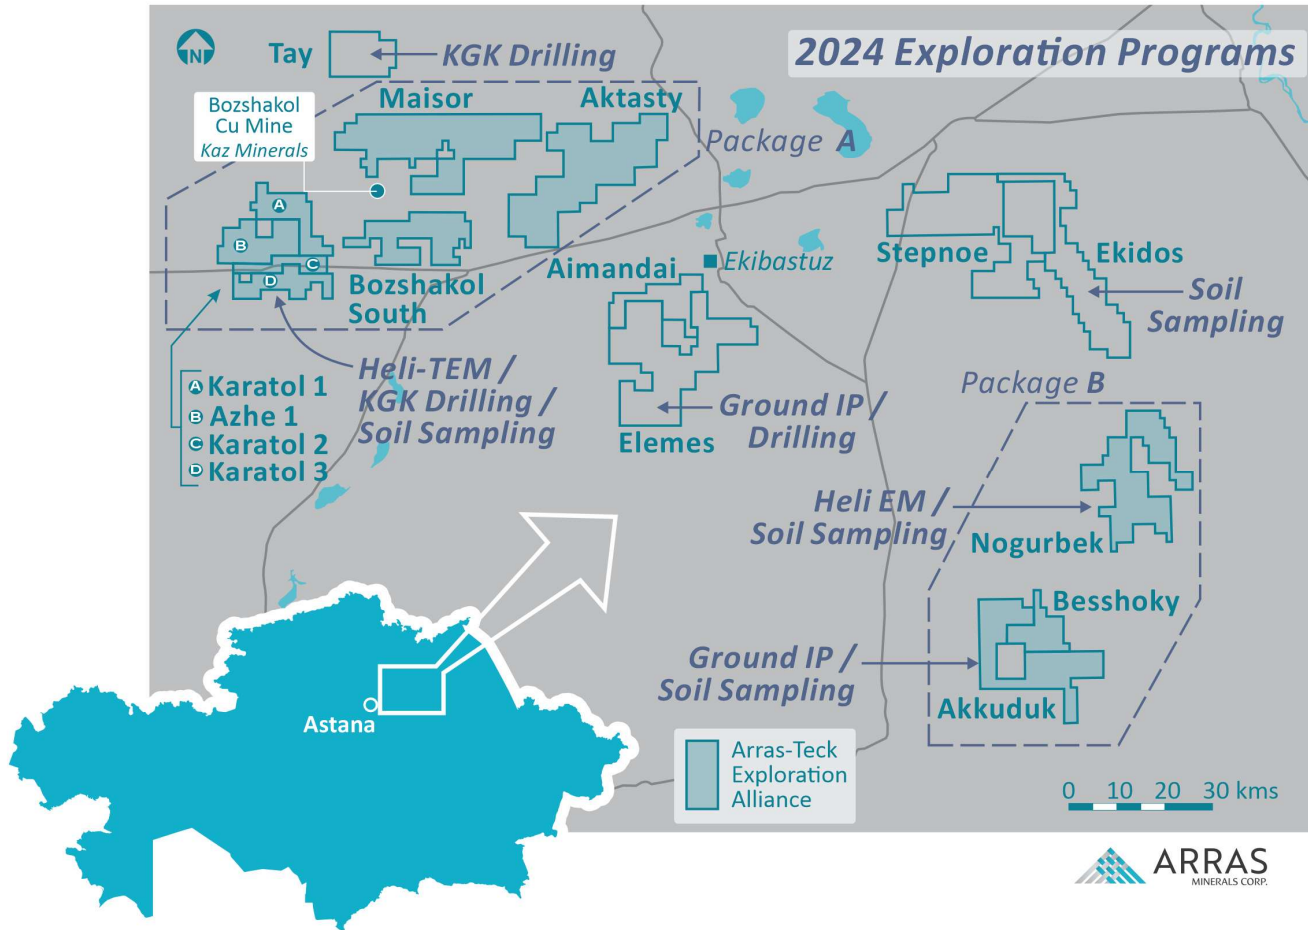 2024 Exploration Programs
N
Tay
KGK Drilling
Bozshakol
Cu Mine
Kaz Minerals
Maisor
Aktasty
Package A
A
B
C
D
Bozshakol
South
Aimandai
Ekibastuz
Stepnoe
Ekidos
Soil
Sampling
Heli-TEM /
KGK Drilling /
Soil Sampling
A Karatol 1
B Azhe 1
C Karatol 2
D Karatol 3
Ground IP /
Drilling
Elemes
Package B
Heli EM /
Soil Sampling
Nogurbek
Besshoky
Ground IP /
Soil Sampling
Akkuduk
Astana
Arras-Teck
Exploration
Alliance
0 10 20 30 kms
ARRAS
MINERALS CORP.